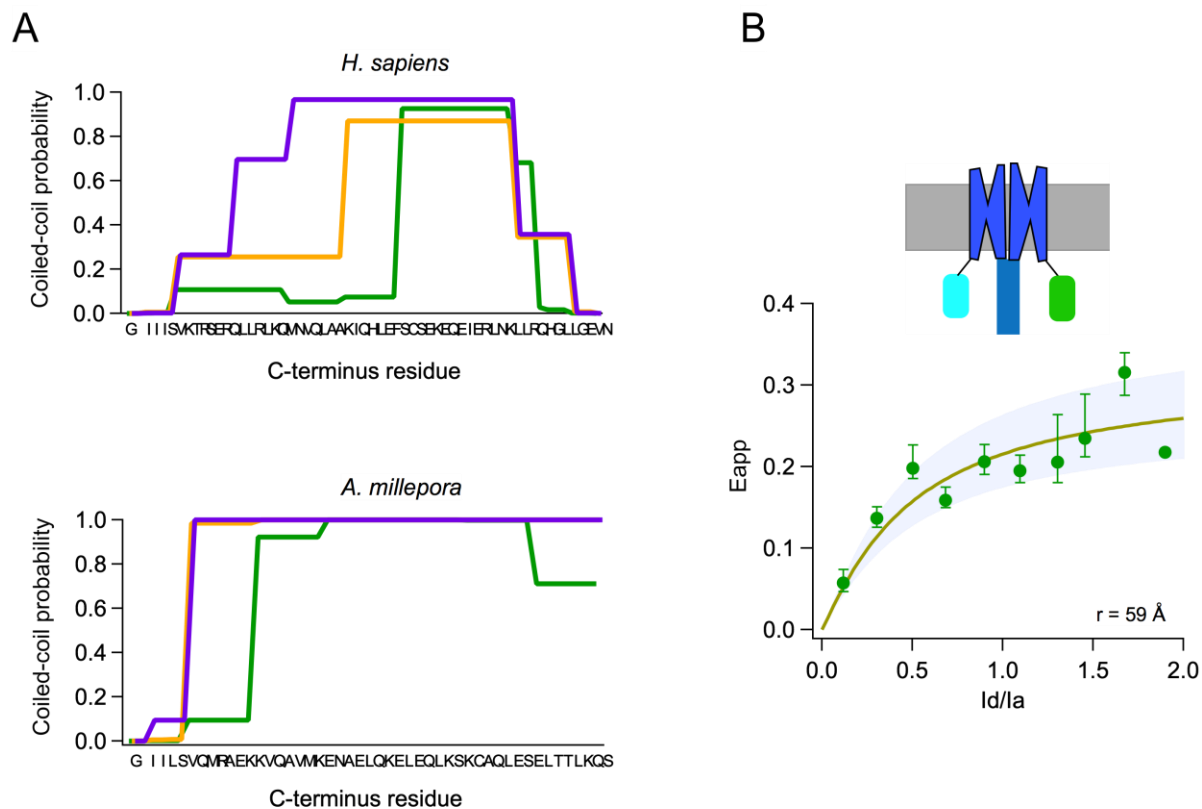 A
H. sapiens
1.0
0.8
0.6
0.4
0.2
0.0
Coiled-coil probability
G IIISVKTRSERQLLRLKQMNVQLAAKIQHLEFSCSEKEQEIERLNKLLRQHGLLGEVN
C-terminus residue
A. millepora
1.0
0.8
0.6
0.4
0.2
0.0
Coiled-coil probability
G IILSVQMRAEKKVQAVMKENAELQKELEQLKSKCAQLESELTTLKQS
C-terminus residue
B
0.4
0.3
0.2
0.1
0.0
Eapp
r = 59 Å
0.0 0.5 1.0 1.5 2.0
Id/Ia